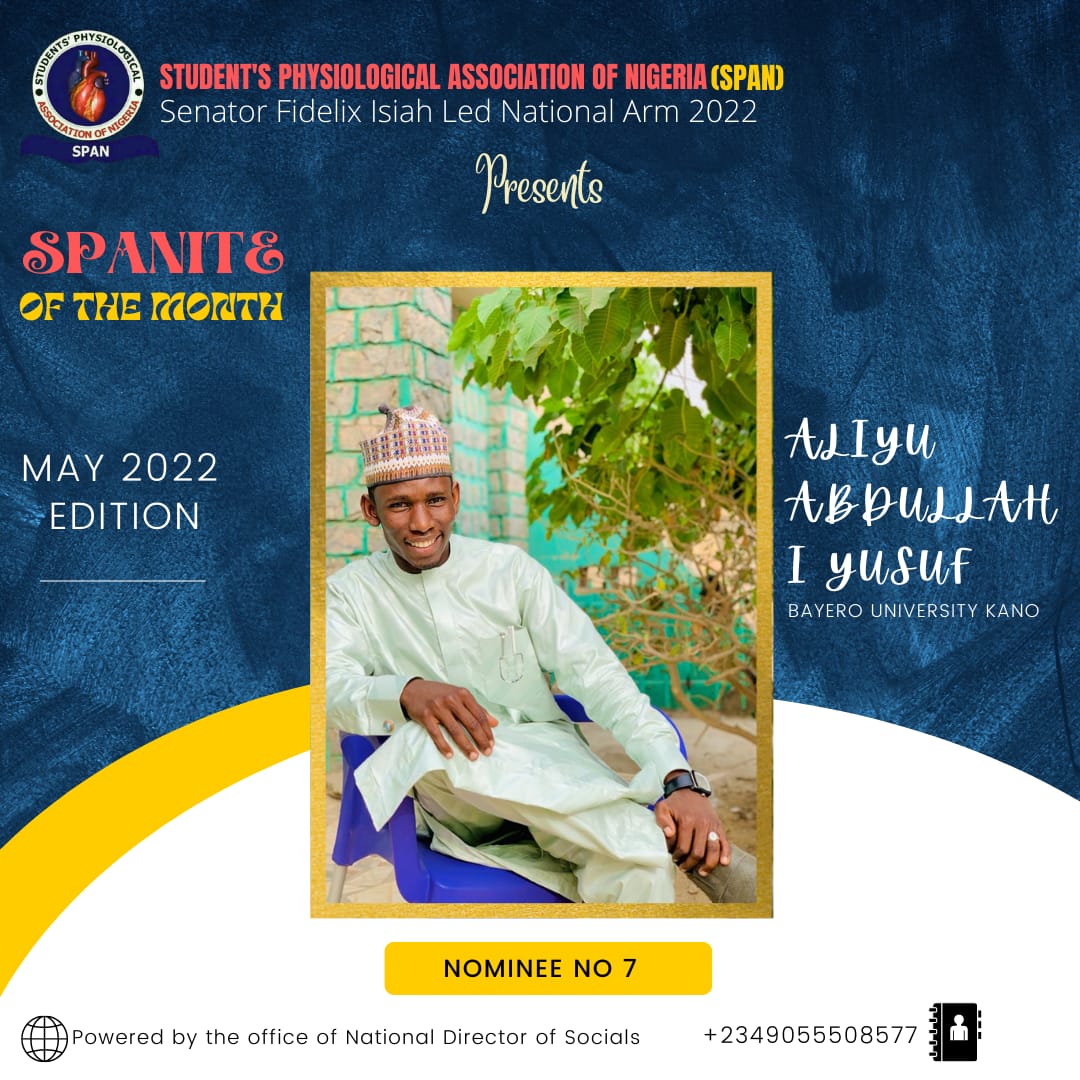 STUDENTS' PHYSIOLOGICAL
ASSOCIATION OF NIGERIA
SPAN
STUDENT'S PHYSIOLOGICAL ASSOCIATION OF NIGERIA (SPAN)
Senator Fidelix Isiah Led National Arm 2022
Presents
SPANITE
OF THE MONTH
MAY 2022
EDITION
ALIYU
ABDULLAH
I YUSUF
BAYERO UNIVERSITY KANO
NOMINEE NO 7
Powered by the office of National Director of Socials
+2349055508577